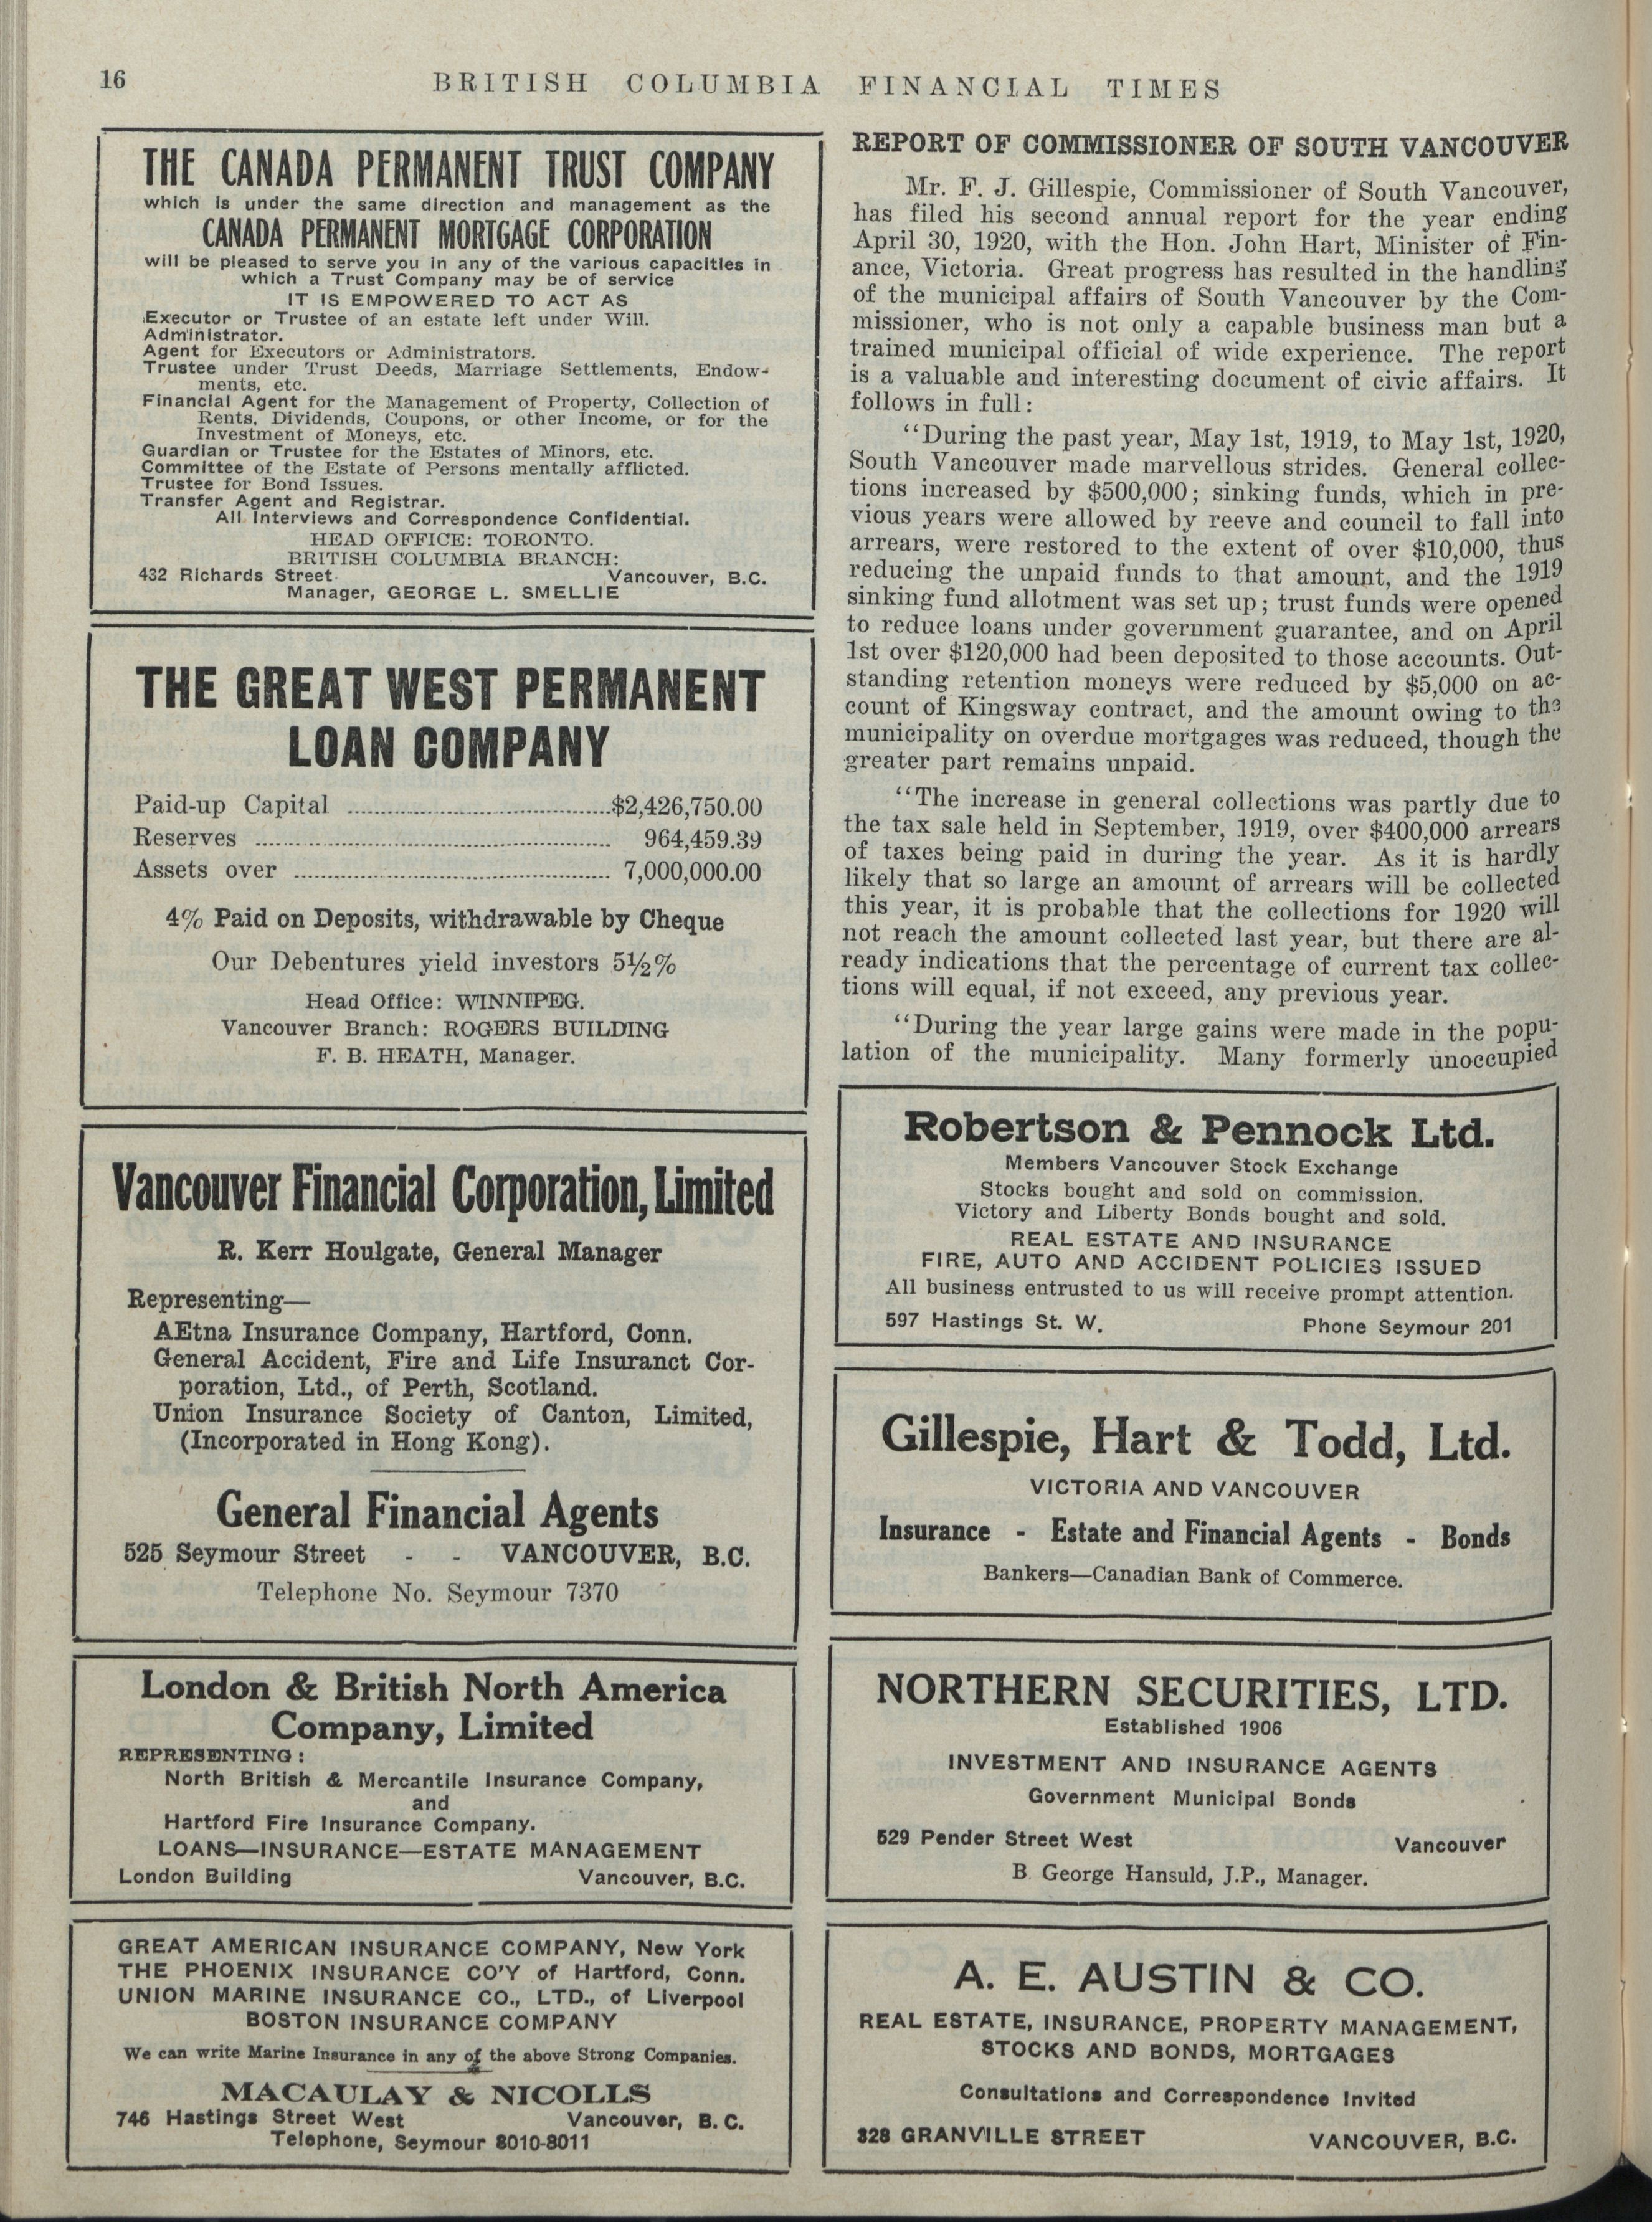 16
BRITISH COLUMBIA FINANCIAL TIMES
THE CANADA PERMANENT TRUST COMPANY
which is under the same direction and management as the
CANADA PERMANENT MORTGAGE CORPORATION
will be pleased to serve you in any of the various capacities in
which a Trust Company may be of service
IT IS EMPOWERED TO ACT AS
Executor or Trustee of an estate left under Will.
Administrator.
Agent for Executors or Administrators.
Trustee under Trust Deeds, Marriage Settlements, Endow-
ments, etc.
Financial Agent for the Management of Property, Collection of
Rents, Dividends, Coupons, or other Income, or for the
Investment of Moneys, etc.
Guardian or Trustee for the Estates of Minors, etc.
Committee of the Estate of Persons mentally afflicted.
Trustee for Bond Issues.
Transfer Agent and Registrar.
All Interviews and Correspondence Confidential.
HEAD OFFICE: TORONTO.
BRITISH COLUMBIA BRANCH:
432 Richards Street Vancouver, B.C.
Manager, GEORGE L. SMELLIE
THE GREAT WEST PERMANENT
LOAN COMPANY
Paid-up Capital ........ $2,426,750.00
Reserves ........ 964,459.39
Assets over ........ 7,000,000.00
4% Paid on Deposits, withdrawable by Cheque
Our Debentures yield investors 5½%
Head Office: WINNIPEG.
Vancouver Branch: ROGERS BUILDING
F. B. HEATH, Manager.
Vancouver Financial Corporation, Limited
R. Kerr Houlgate, General Manager
Representing—
AEtna Insurance Company, Hartford, Conn.
General Accident, Fire and Life Insuranct Cor-
poration, Ltd., of Perth, Scotland.
Union Insurance Society of Canton, Limited,
(Incorporated in Hong Kong).
General Financial Agents
525 Seymour Street - - VANCOUVER, B.C.
Telephone No. Seymour 7370
London & British North America
Company, Limited
REPRESENTING:
North British & Mercantile Insurance Company,
and
Hartford Fire Insurance Company.
LOANS—INSURANCE—ESTATE MANAGEMENT
London Building Vancouver, B.C.
GREAT AMERICAN INSURANCE COMPANY, New York
THE PHOENIX INSURANCE CO'Y of Hartford, Conn.
UNION MARINE INSURANCE CO., LTD., of Liverpool
BOSTON INSURANCE COMPANY
We can write Marine Insurance in any of the above Strong Companies.
MACAULAY & NICOLLS
746 Hastings Street West Vancouver, B. C.
Telephone, Seymour 8010-8011
REPORT OF COMMISSIONER OF SOUTH VANCOUVER
Mr. F. J. Gillespie, Commissioner of South Vancouver,
has filed his second annual report for the year ending
April 30, 1920, with the Hon. John Hart, Minister of Fin-
ance, Victoria. Great progress has resulted in the handling
of the municipal affairs of South Vancouver by the Com-
missioner, who is not only a capable business man but a
trained municipal official of wide experience. The report
is a valuable and interesting document of civic affairs. It
follows in full:
"During the past year, May 1st, 1919, to May 1st, 1920,
South Vancouver made marvellous strides. General collec-
tions increased by $500,000; sinking funds, which in pre-
vious years were allowed by reeve and council to fall into
arrears, were restored to the extent of over $10,000, thus
reducing the unpaid funds to that amount, and the 1919
sinking fund allotment was set up; trust funds were opened
to reduce loans under government guarantee, and on April
1st over $120,000 had been deposited to those accounts. Out-
standing retention moneys were reduced by $5,000 on ac-
count of Kingsway contract, and the amount owing to the
municipality on overdue mortgages was reduced, though the
greater part remains unpaid.
"The increase in general collections was partly due to
the tax sale held in September, 1919, over $400,000 arrears
of taxes being paid in during the year. As it is hardly
likely that so large an amount of arrears will be collected
this year, it is probable that the collections for 1920 will
not reach the amount collected last year, but there are al-
ready indications that the percentage of current tax collec-
tions will equal, if not exceed, any previous year.
"During the year large gains were made in the popu-
lation of the municipality. Many formerly unoccupied
Robertson & Pennock Ltd.
Members Vancouver Stock Exchange
Stocks bought and sold on commission.
Victory and Liberty Bonds bought and sold.
REAL ESTATE AND INSURANCE
FIRE, AUTO AND ACCIDENT POLICIES ISSUED
All business entrusted to us will receive prompt attention.
597 Hastings St. W. Phone Seymour 201
Gillespie, Hart & Todd, Ltd.
VICTORIA AND VANCOUVER
Insurance - Estate and Financial Agents - Bonds
Bankers—Canadian Bank of Commerce.
NORTHERN SECURITIES, LTD.
Established 1906
INVESTMENT AND INSURANCE AGENTS
Government Municipal Bonds
529 Pender Street West Vancouver
B George Hansuld, J.P., Manager.
A. E. AUSTIN & CO.
REAL ESTATE, INSURANCE, PROPERTY MANAGEMENT,
STOCKS AND BONDS, MORTGAGES
Consultations and Correspondence Invited
328 GRANVILLE STREET VANCOUVER, B.C.